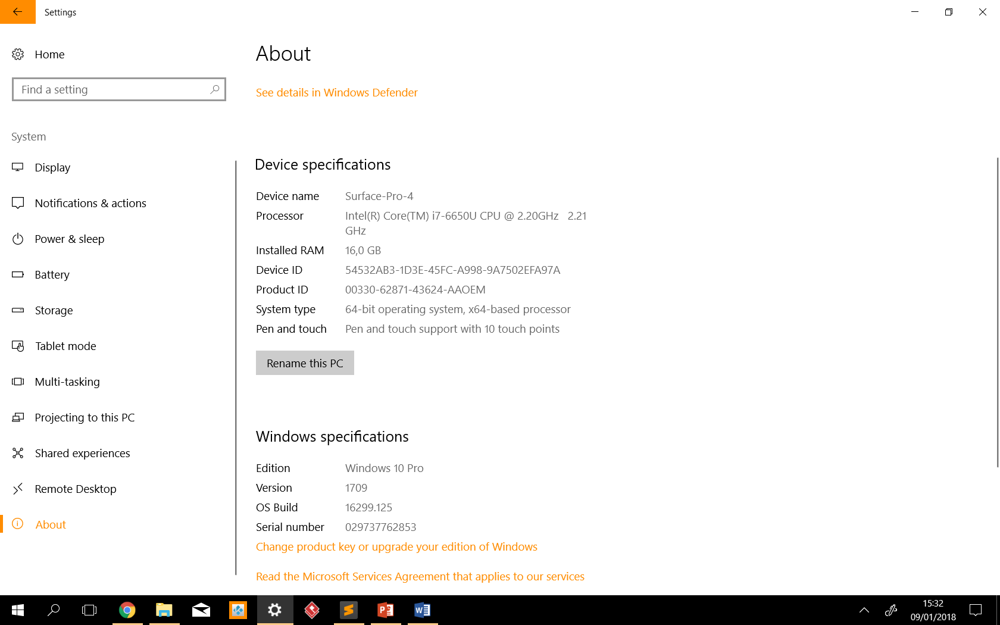 Settings
Home
Find a setting
System
Display
Notifications & actions
Power & sleep
Battery
Storage
Tablet mode
Multi-tasking
Projecting to this PC
Shared experiences
Remote Desktop
About
About
See details in Windows Defender
Device specifications
Device name Surface-Pro-4
Processor Intel(R) Core(TM) i7-6650U CPU @ 2.20GHz 2.21
GHz
Installed RAM 16,0 GB
Device ID 54532AB3-1D3E-45FC-A998-9A7502EFA97A
Product ID 00330-62871-43624-AAOEM
System type 64-bit operating system, x64-based processor
Pen and touch Pen and touch support with 10 touch points
Rename this PC
Windows specifications
Edition Windows 10 Pro
Version 1709
OS Build 16299.125
Serial number 029737762853
Change product key or upgrade your edition of Windows
Read the Microsoft Services Agreement that applies to our services
15:32
09/01/2018